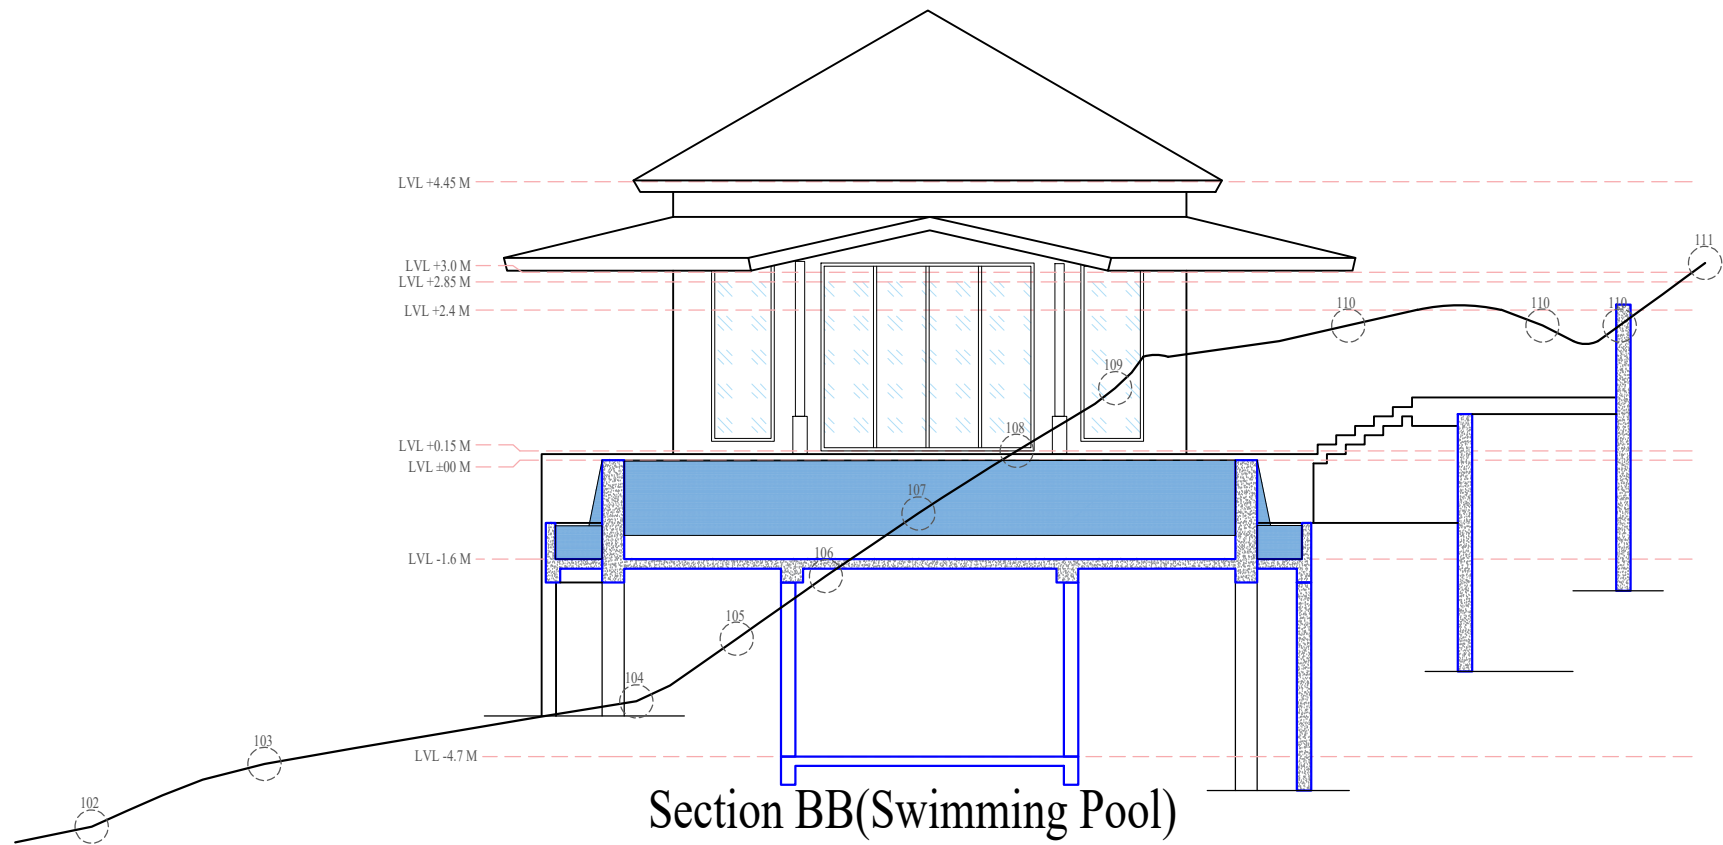 LVL +4.45 M
111
LVL +3.0 M
LVL +2.85 M
110
110
110
LVL +2.4 M
109
108
LVL +0.15 M
LVL ±00 M
107
106
LVL -1.6 M
105
104
103
LVL -4.7 M
102
Section BB(Swimming Pool)